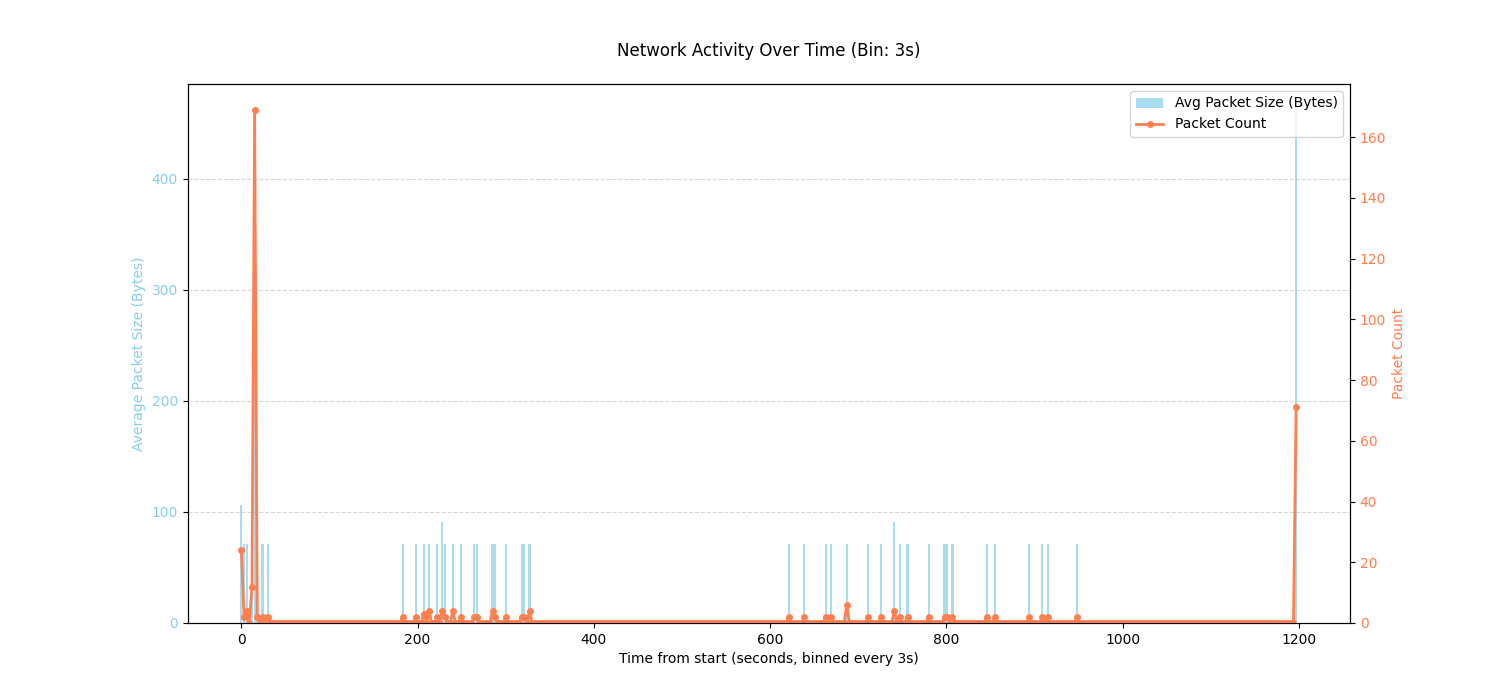 Network Activity Over Time (Bin: 3s)
Avg Packet Size (Bytes)
Packet Count
Average Packet Size (Bytes)
400
300
200
100
0
160
140
120
100
80
60
40
20
0
Packet Count
0 200 400 600 800 1000 1200
Time from start (seconds, binned every 3s)